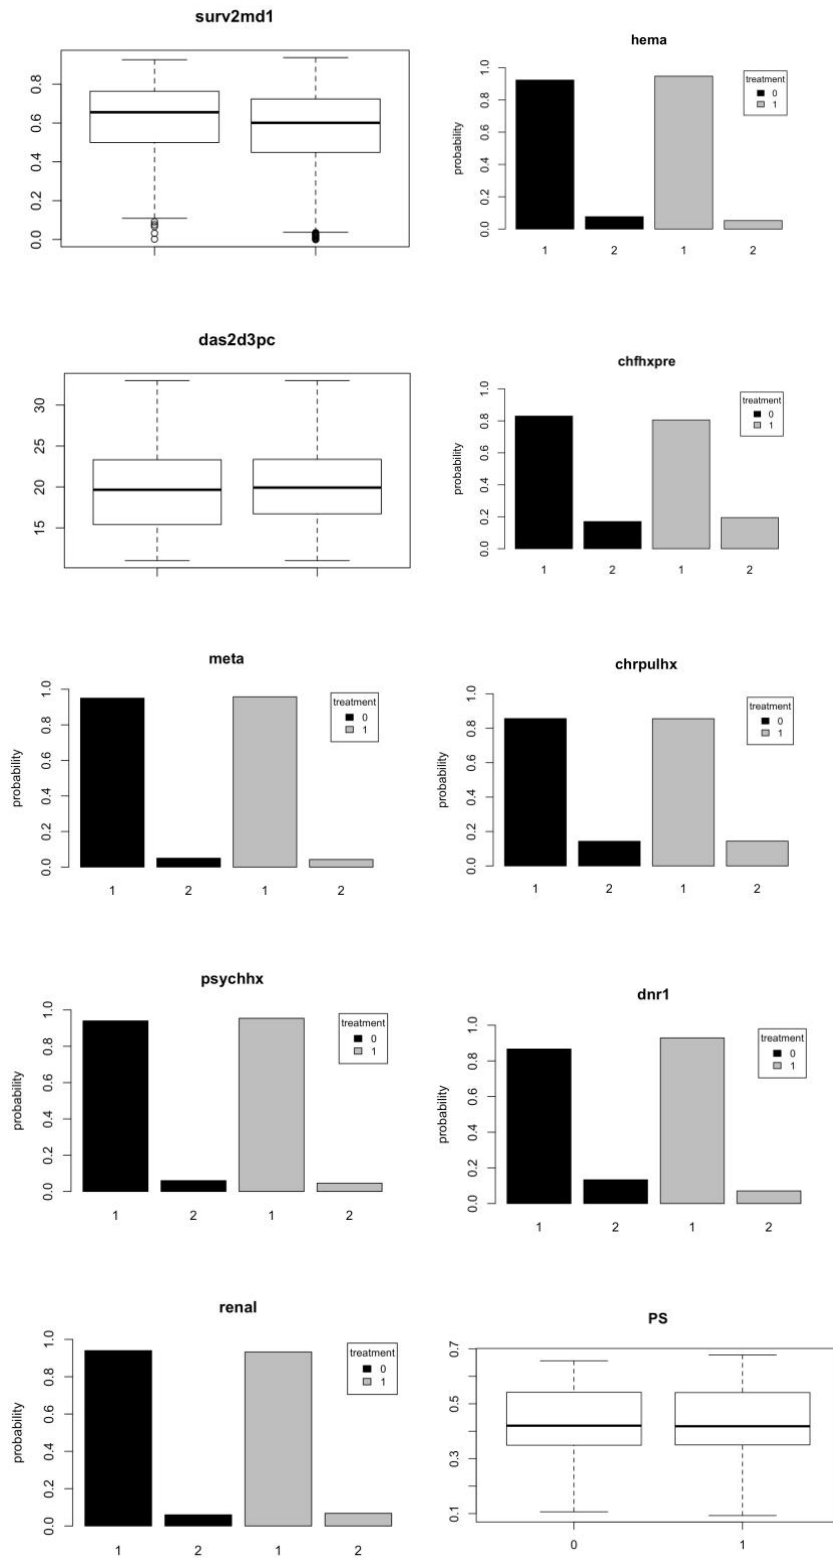 surv2md1
0.8
0.6
0.4
0.2
0.0
hema
probability
1.0
0.8
0.6
0.4
0.2
0.0
treatment
0
1
1 2 1 2
das2d3pc
30
25
20
15
chfhxpre
probability
1.0
0.8
0.6
0.4
0.2
0.0
treatment
0
1
1 2 1 2
meta
probability
1.0
0.8
0.6
0.4
0.2
0.0
treatment
0
1
1 2 1 2
chrpulhx
probability
1.0
0.8
0.6
0.4
0.2
0.0
treatment
0
1
1 2 1 2
psychhx
probability
1.0
0.8
0.6
0.4
0.2
0.0
treatment
0
1
1 2 1 2
dnr1
probability
1.0
0.8
0.6
0.4
0.2
0.0
treatment
0
1
1 2 1 2
renal
probability
1.0
0.8
0.6
0.4
0.2
0.0
treatment
0
1
1 2 1 2
PS
0.7
0.5
0.3
0.1
0 1